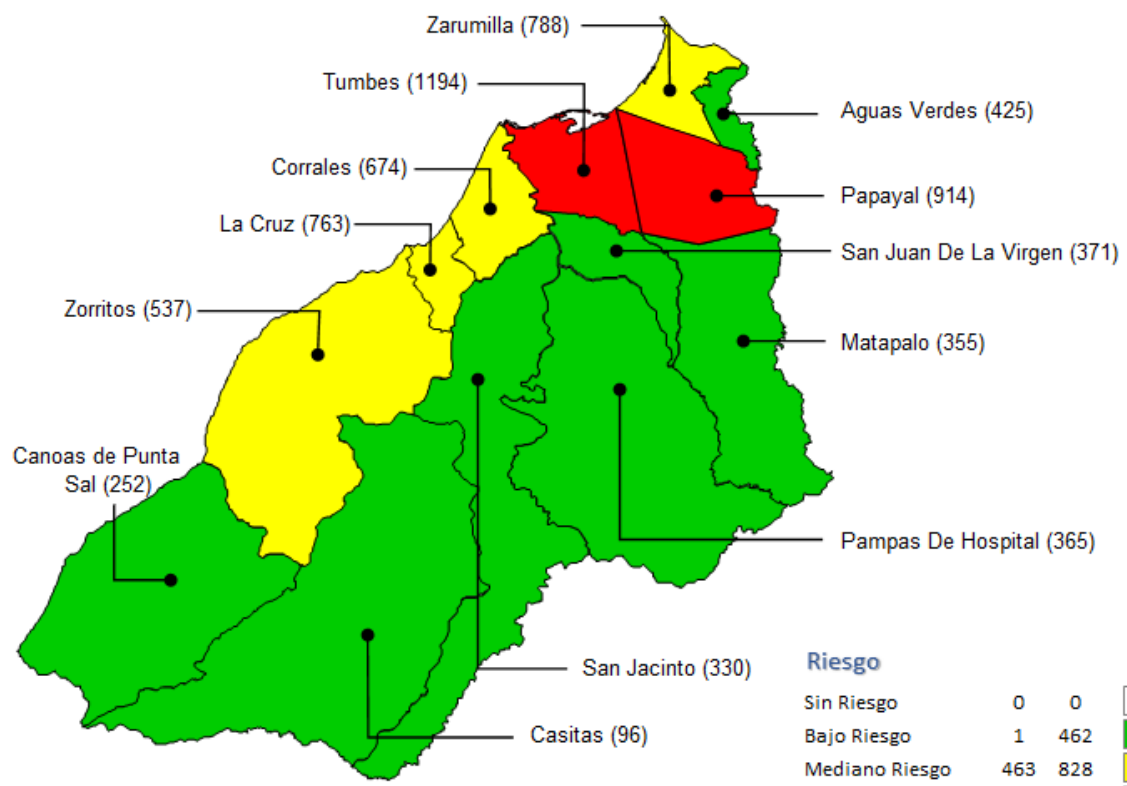 Zarumilla (788)
Tumbes (1194)
Aguas Verdes (425)
Corrales (674)
Papayal (914)
La Cruz (763)
San Juan De La Virgen (371)
Zorritos (537)
Matapalo (355)
Canoas de Punta
Sal (252)
Pampas De Hospital (365)
San Jacinto (330)
Casitas (96)
Riesgo
Sin Riesgo 0 0
Bajo Riesgo 1 462
Mediano Riesgo 463 828